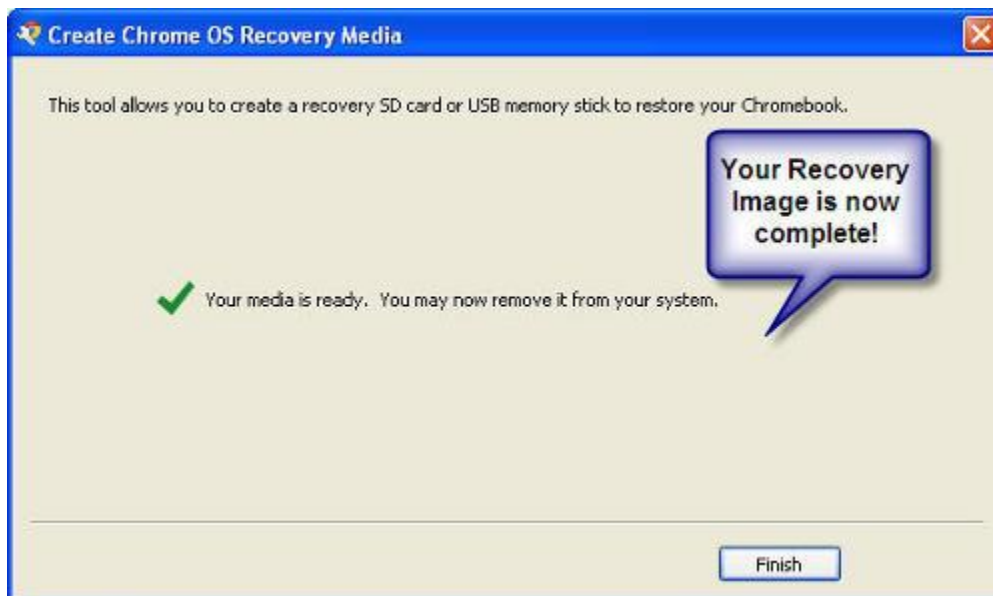 Create Chrome OS Recovery Media
This tool allows you to create a recovery SD card or USB memory stick to restore your Chromebook.
Your Recovery
Image is now
complete!
Your media is ready. You may now remove it from your system.
Finish